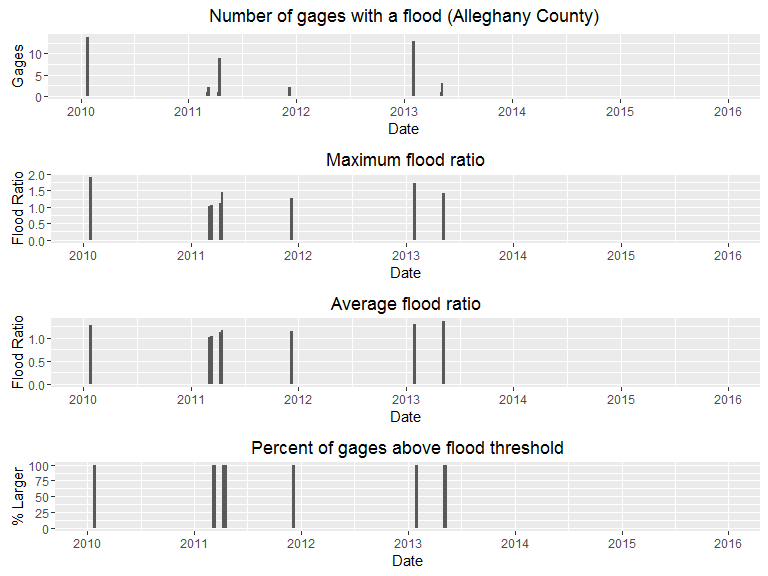 Number of gages with a flood (Alleghany County)
Gages
10
5
0
2010 2011 2012 2013 2014 2015 2016
Date
Maximum flood ratio
Flood Ratio
2.0
1.5
1.0
0.5
0.0
2010 2011 2012 2013 2014 2015 2016
Date
Average flood ratio
Flood Ratio
1.0
0.5
0.0
2010 2011 2012 2013 2014 2015 2016
Date
Percent of gages above flood threshold
% Larger
100
75
50
25
0
2010 2011 2012 2013 2014 2015 2016
Date